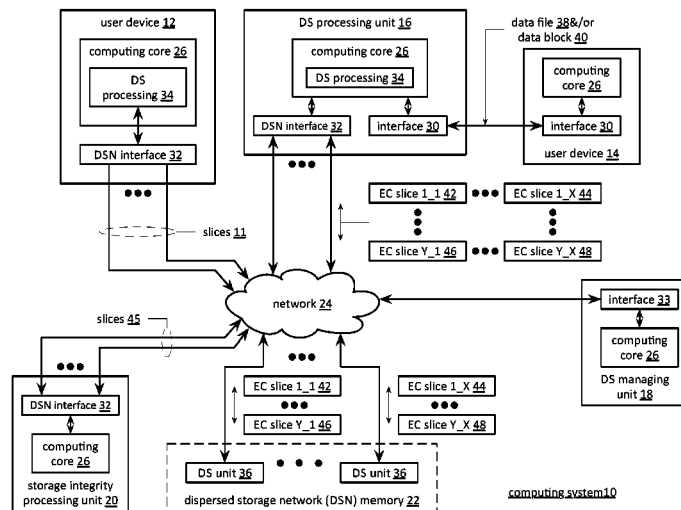 user device 12
computing core 26
DS
processing 34
DSN interface 32
slices 11
DS processing unit 16
computing core 26
DS processing 34
DSN interface 32
interface 30
data file 38&/or
data block 40
computing
core 26
interface 30
user device 14
EC slice 1_1 42
EC slice 1_X 44
EC slice Y_1 46
EC slice Y_X 48
network 24
interface 33
computing
core 26
DS managing
unit 18
slices 45
DSN interface 32
computing
core 26
storage integrity
processing unit 20
EC slice 1_1 42
EC slice Y_1 46
EC slice 1_X 44
EC slice Y_X 48
DS unit 36
DS unit 36
dispersed storage network (DSN) memory 22
computing system10